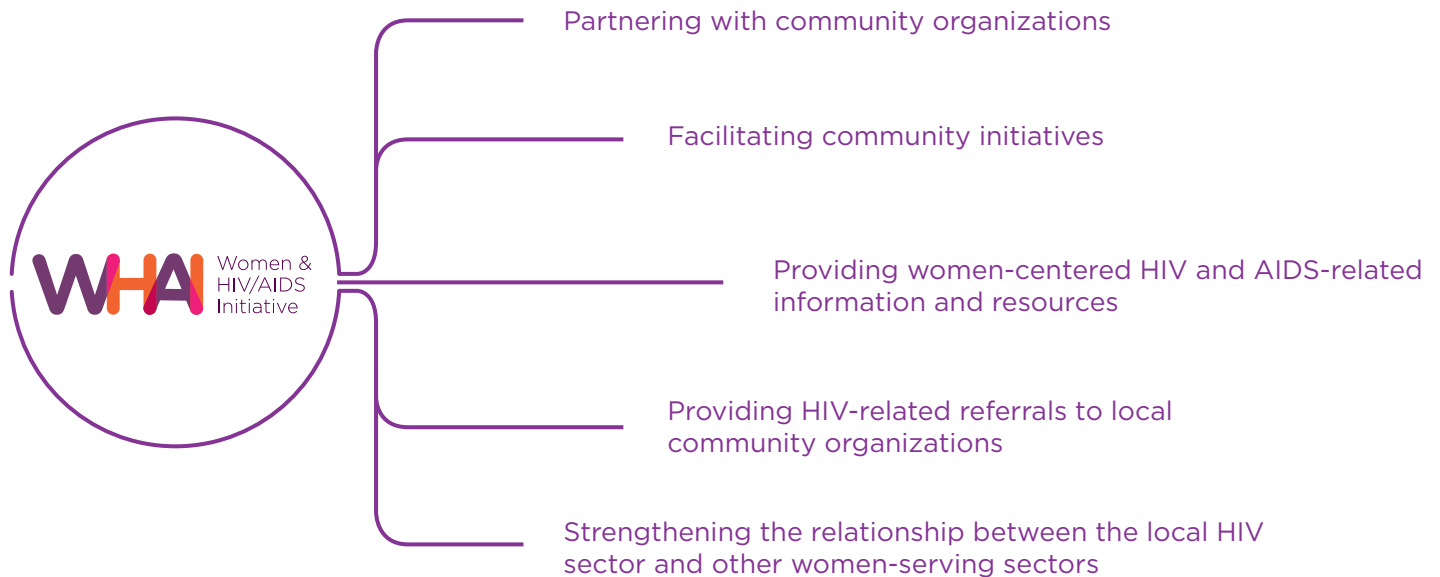 Partnering with community organizations
Facilitating community initiatives
WHAI
Women &
HIV/AIDS
Initiative
Providing women-centered HIV and AIDS-related
information and resources
Providing HIV-related referrals to local
community organizations
Strengthening the relationship between the local HIV
sector and other women-serving sectors